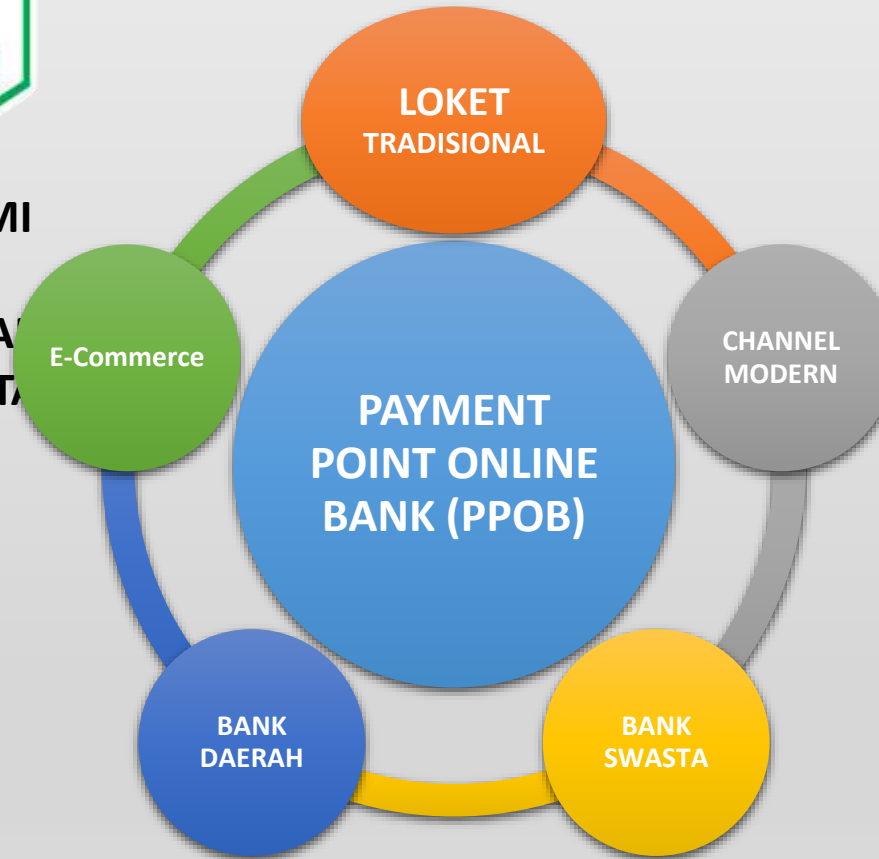 LOKET
TRADISIONAL
E-Commerce
CHANNEL
MODERN
PAYMENT
POINT ONLINE
BANK (PPOB)
BANK
DAERAH
BANK
SWASTA